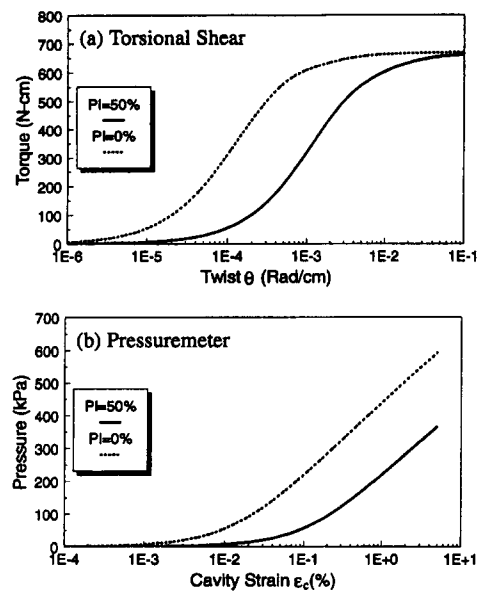 800
(a) Torsional Shear
700
600
500
400
300
200
100
0
Torque (N-cm)
PI=50%
PI=0%
1E-6 1E-5 1E-4 1E-3 1E-2 1E-1
Twist θ (Rad/cm)
700
(b) Pressuremeter
600
500
400
300
200
100
0
Pressure (kPa)
PI=50%
PI=0%
1E-4 1E-3 1E-2 1E-1 1E+0 1E+1
Cavity Strain εc(%)